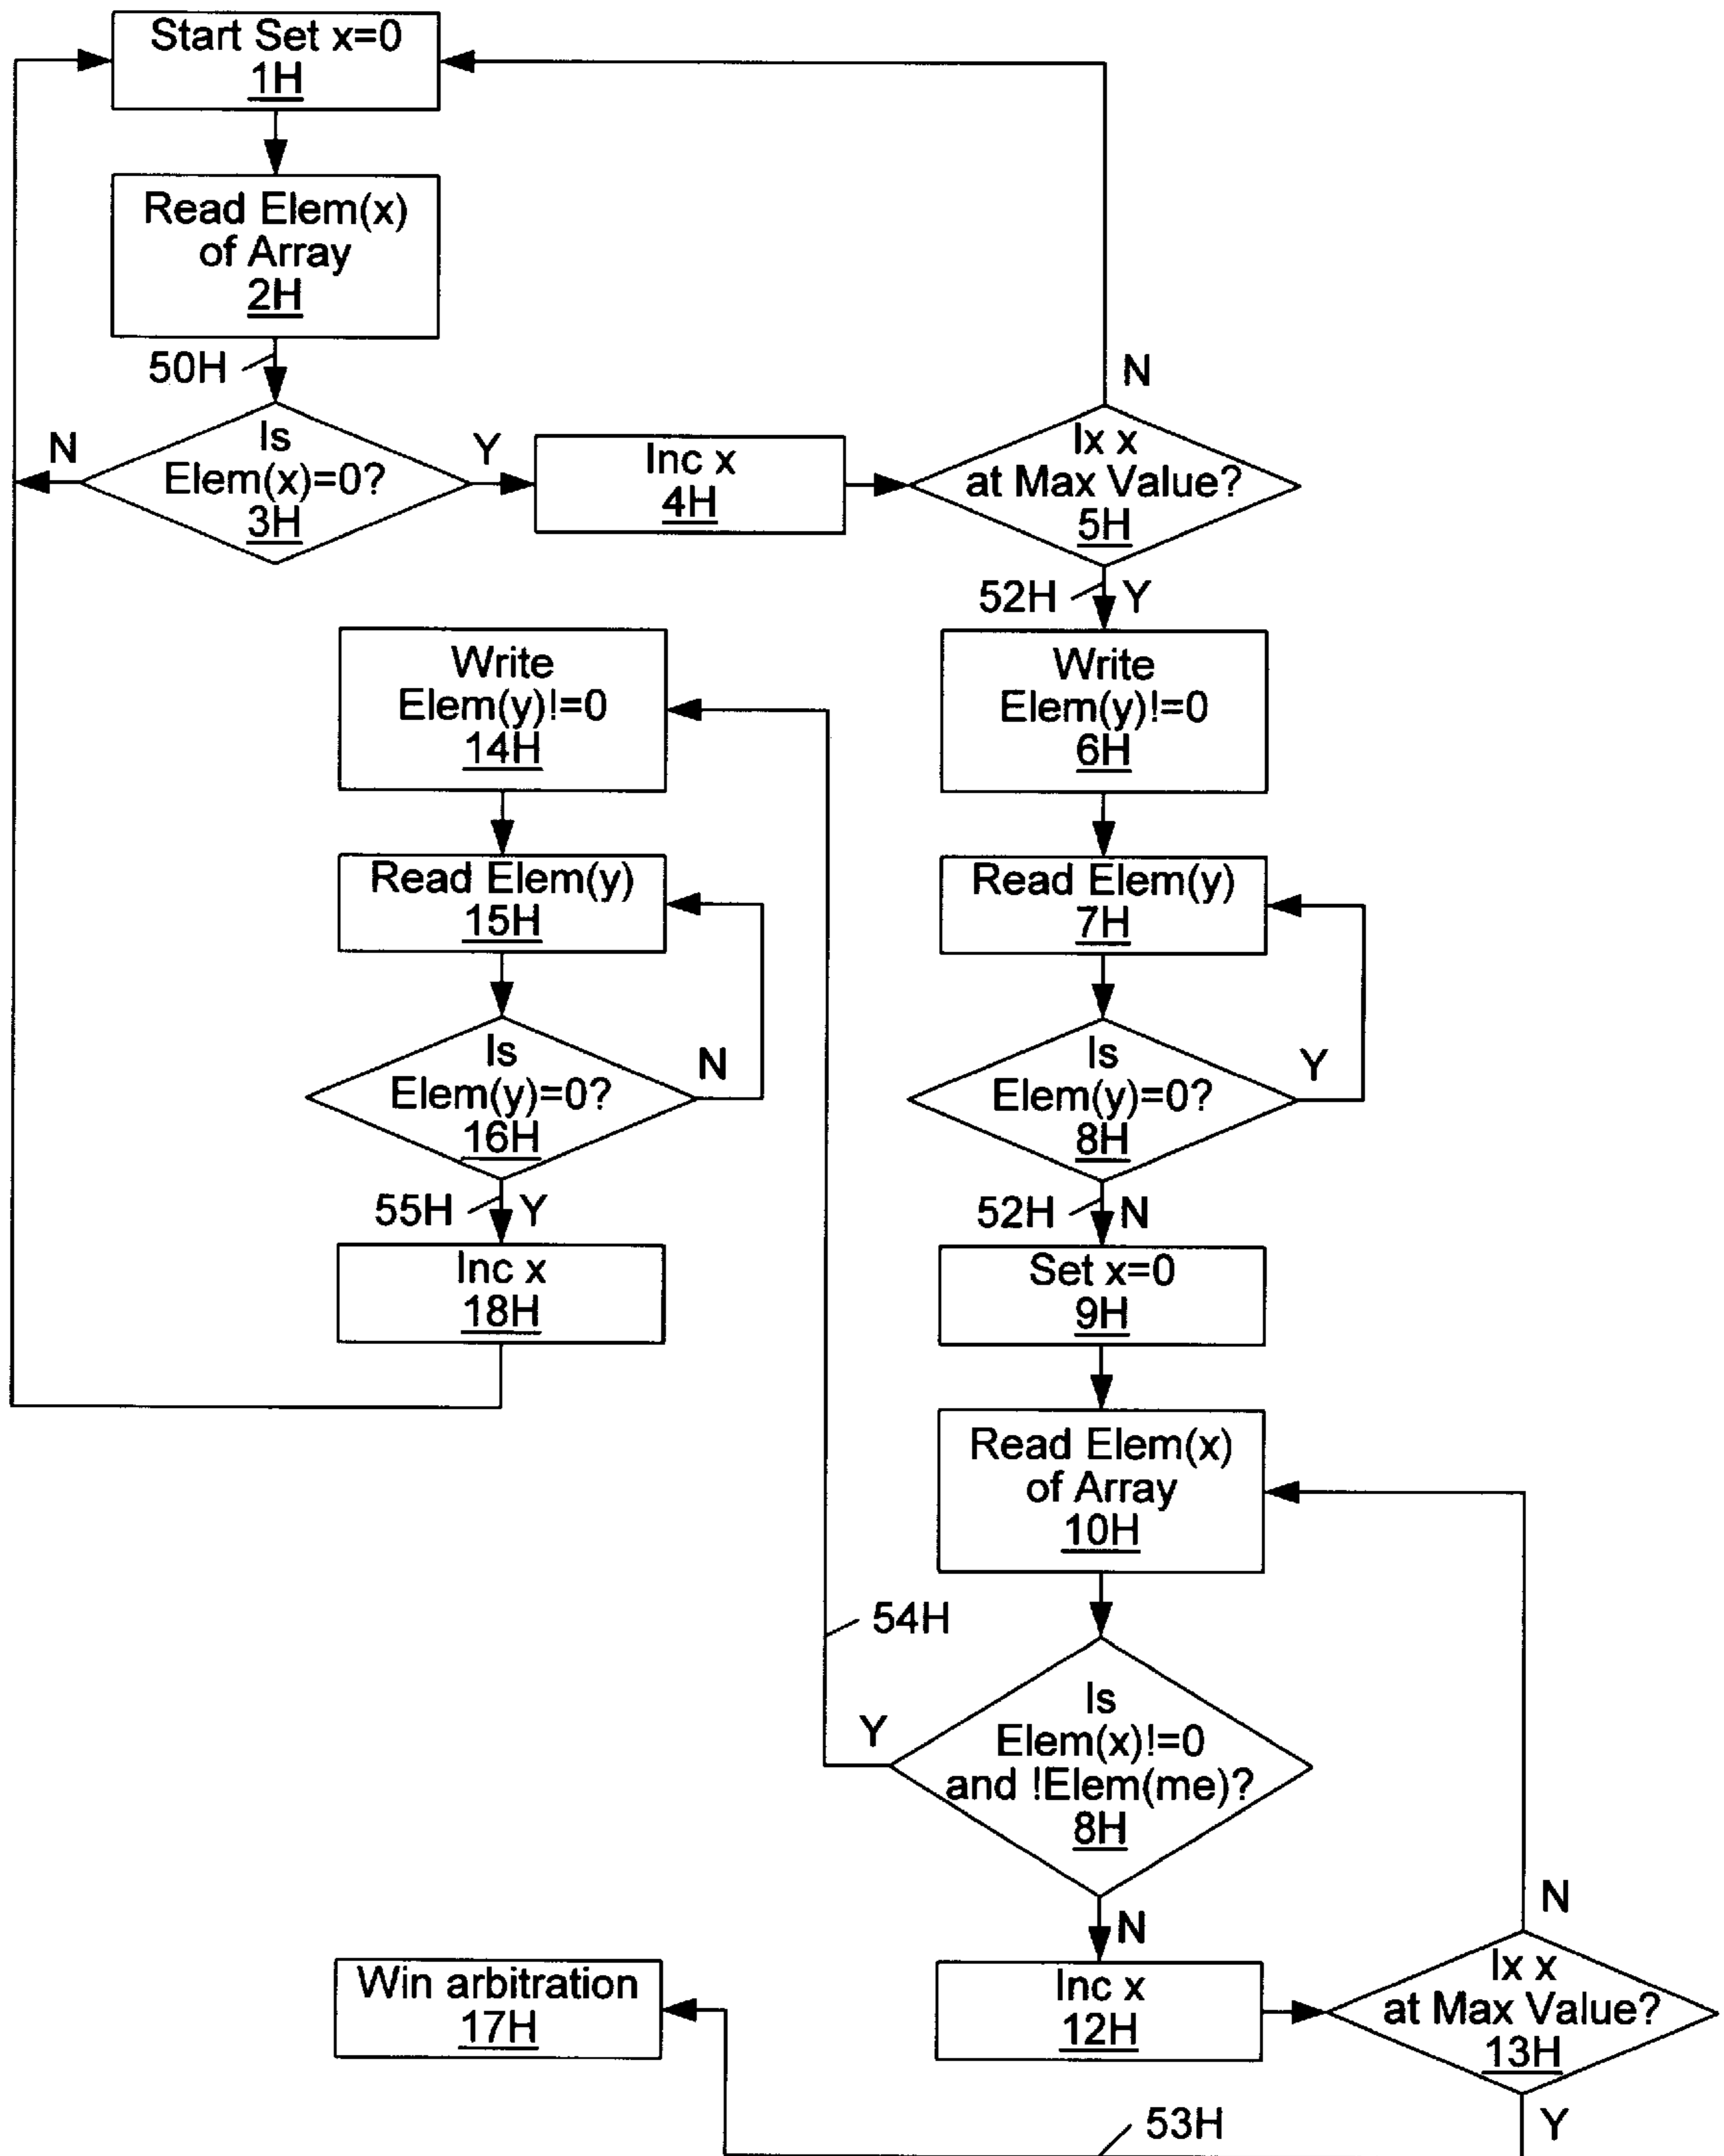 Start Set x=0
1H
Read Elem(x)
of Array
2H
50H
N
Is
Elem(x)=0?
3H
Y
Inc x
4H
N
Ix x
at Max Value?
5H
52H
Y
Write
Elem(y)!=0
6H
Read Elem(y)
7H
Is
Elem(y)=0?
8H
Y
52H
N
Set x=0
9H
Read Elem(x)
of Array
10H
Is
Elem(x)!=0
and !Elem(me)?
8H
Y
54H
N
Inc x
12H
Ix x
at Max Value?
13H
N
Y
53H
Write
Elem(y)!=0
14H
Read Elem(y)
15H
Is
Elem(y)=0?
16H
N
55H
Y
Inc x
18H
Win arbitration
17H